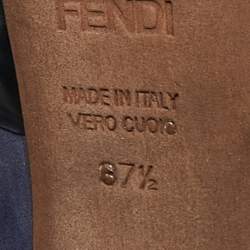 FENDI
MADE IN ITALY
VERO CUOIO
37½